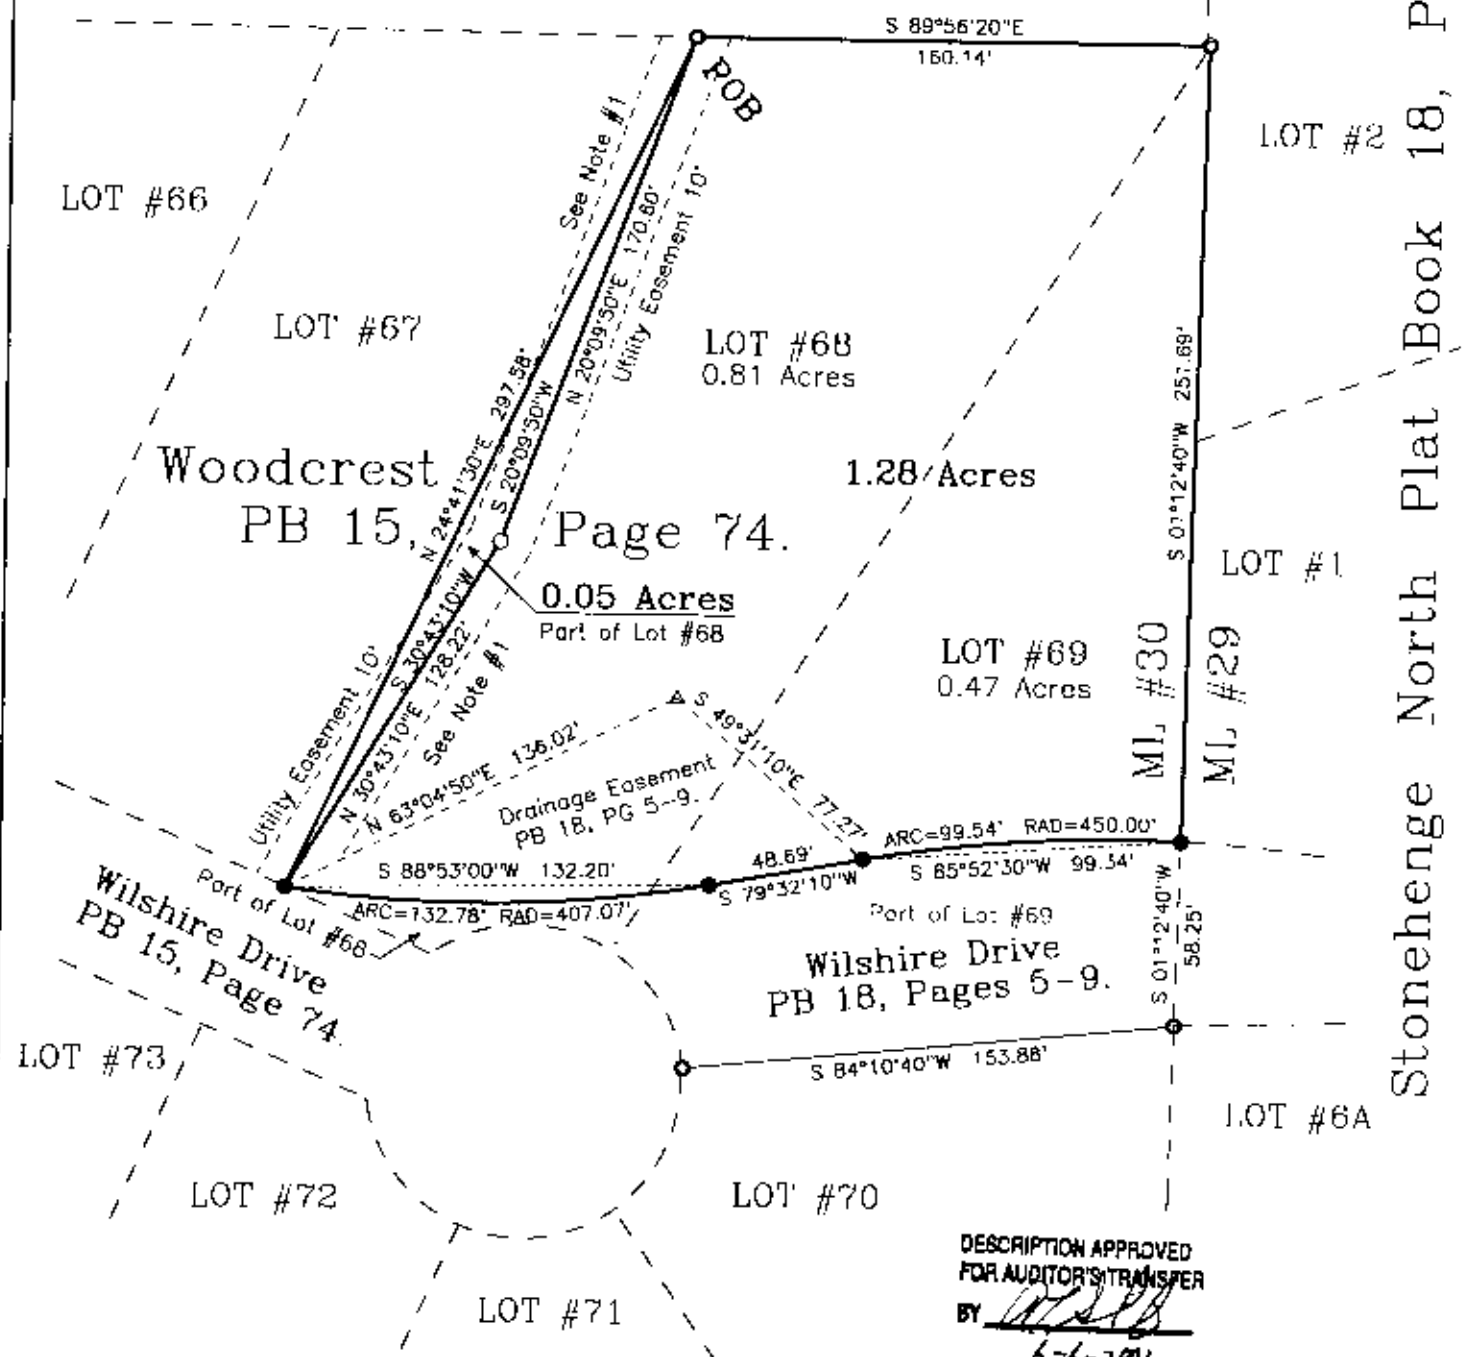 S 89°56'20"E
160.14'
POB
See Note #1
LOT #2
LOT #66
LOT #67
N 20°09'50"E 170.60'
Utility Easement 10'
LOT #68
0.81 Acres
N 24°41'30"E 297.58'
S 20°09'50"W
S 01°12'40"W 257.69'
Woodcrest
PB 15, Page 74.
1.28 Acres
0.05 Acres
Part of Lot #68
LOT #1
S 30°43'10"W
N 30°43'10"E 128.22'
See Note #1
Utility Easement 10'
LOT #69
0.47 Acres
ML #30
ML #29
N 63°04'50"E 136.02'
S 49°31'10"E 77.27'
Drainage Easement
PB 18, PG 5-9.
S 88°53'00"W 132.20'
ARC=132.78' RAD=407.07'
48.69'
S 79°32'10"W
ARC=99.54' RAD=450.00'
S 85°52'30"W 99.34'
Part of Lot #68
Wilshire Drive
PB 15, Page 74.
Part of Lot #69
Wilshire Drive
PB 18, Pages 5-9.
S 01°12'40"W
58.25'
S 84°10'40"W 153.88'
LOT #73
LOT #72
LOT #70
LOT #6A
LOT #71
Stonehenge North Plat Book 18, P
DESCRIPTION APPROVED
FOR AUDITOR'S TRANSFER
BY